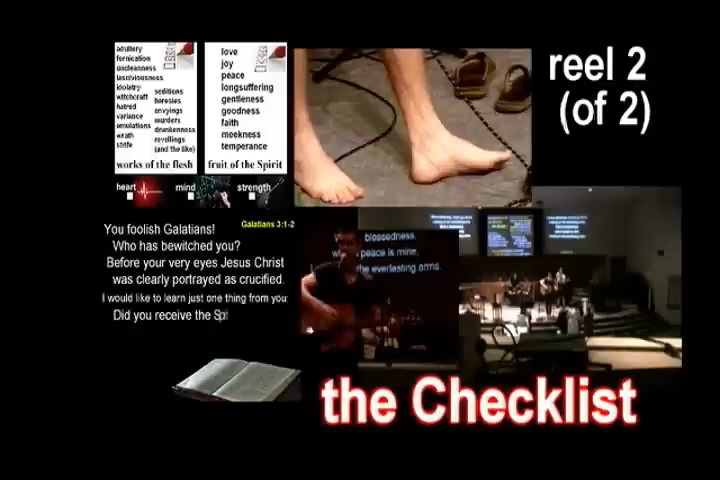 adultery
fornication
uncleanness
lasciviousness
idolatry
witchcraft
hatred
variance
emulations
wrath
strife
seditions
heresies
envyings
murders
drunkenness
revellings
(and the like)
works of the flesh
love
joy
peace
longsuffering
gentleness
goodness
faith
meekness
temperance
fruit of the Spirit
heart
mind
strength
reel 2
(of 2)
Galatians 3:1-2
You foolish Galatians!
Who has bewitched you?
Before your very eyes Jesus Christ
was clearly portrayed as crucified.
I would like to learn just one thing from you:
Did you receive the Spi
blessedness,
peace is mine,
the everlasting arms.
the Checklist